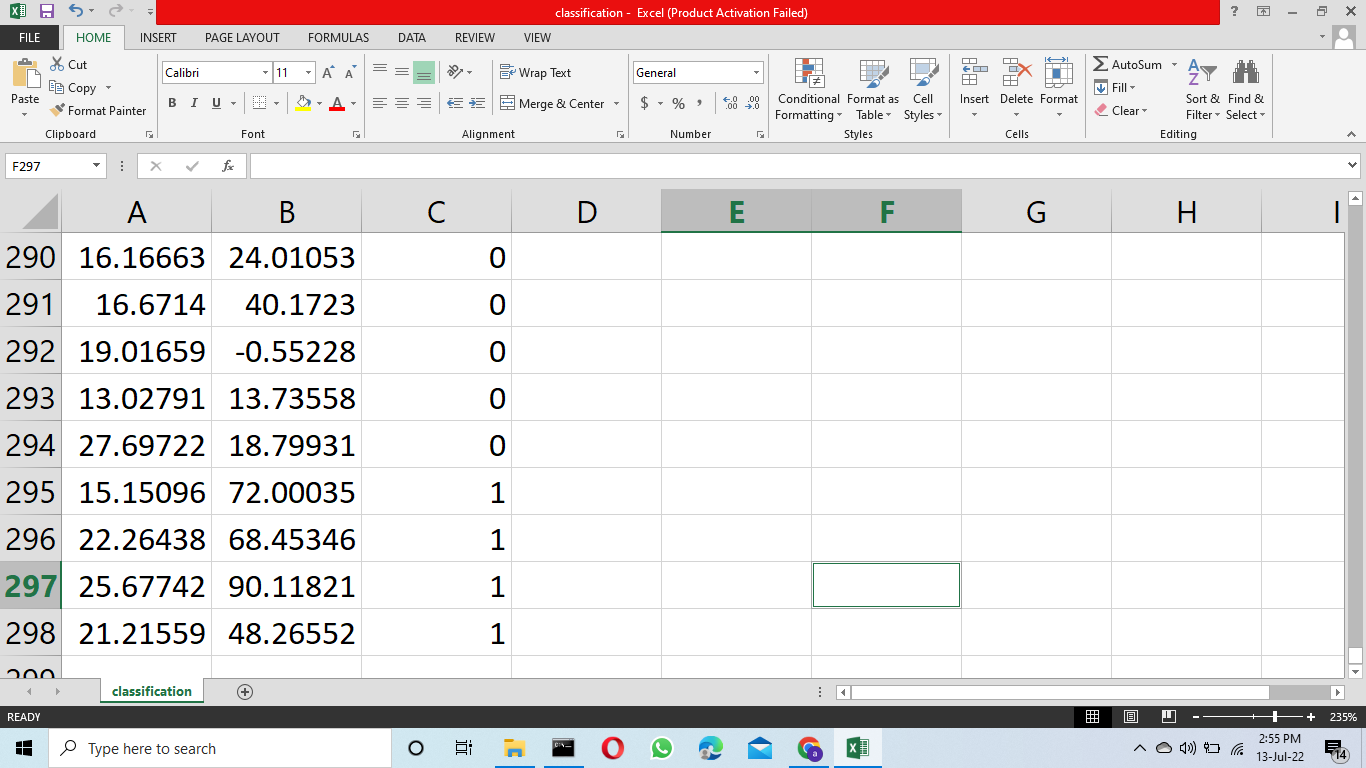 classification - Excel (Product Activation Failed)
FILE HOME INSERT PAGE LAYOUT FORMULAS DATA REVIEW VIEW
Paste
Cut
Copy
Format Painter
Clipboard
Calibri 11
B I U
Font
Wrap Text
Merge & Center
Alignment
General
$ % ,
Number
Conditional Formatting
Format as Table
Cell Styles
Styles
Insert Delete Format
Cells
AutoSum
Fill
Clear
Sort & Filter
Find & Select
Editing
F297
fx
A B C D E F G H I
290 16.16663 24.01053 0
291 16.6714 40.1723 0
292 19.01659 -0.55228 0
293 13.02791 13.73558 0
294 27.69722 18.79931 0
295 15.15096 72.00035 1
296 22.26438 68.45346 1
297 25.67742 90.11821 1
298 21.21559 48.26552 1
299
classification
READY 235%
Type here to search
2:55 PM
13-Jul-22
14